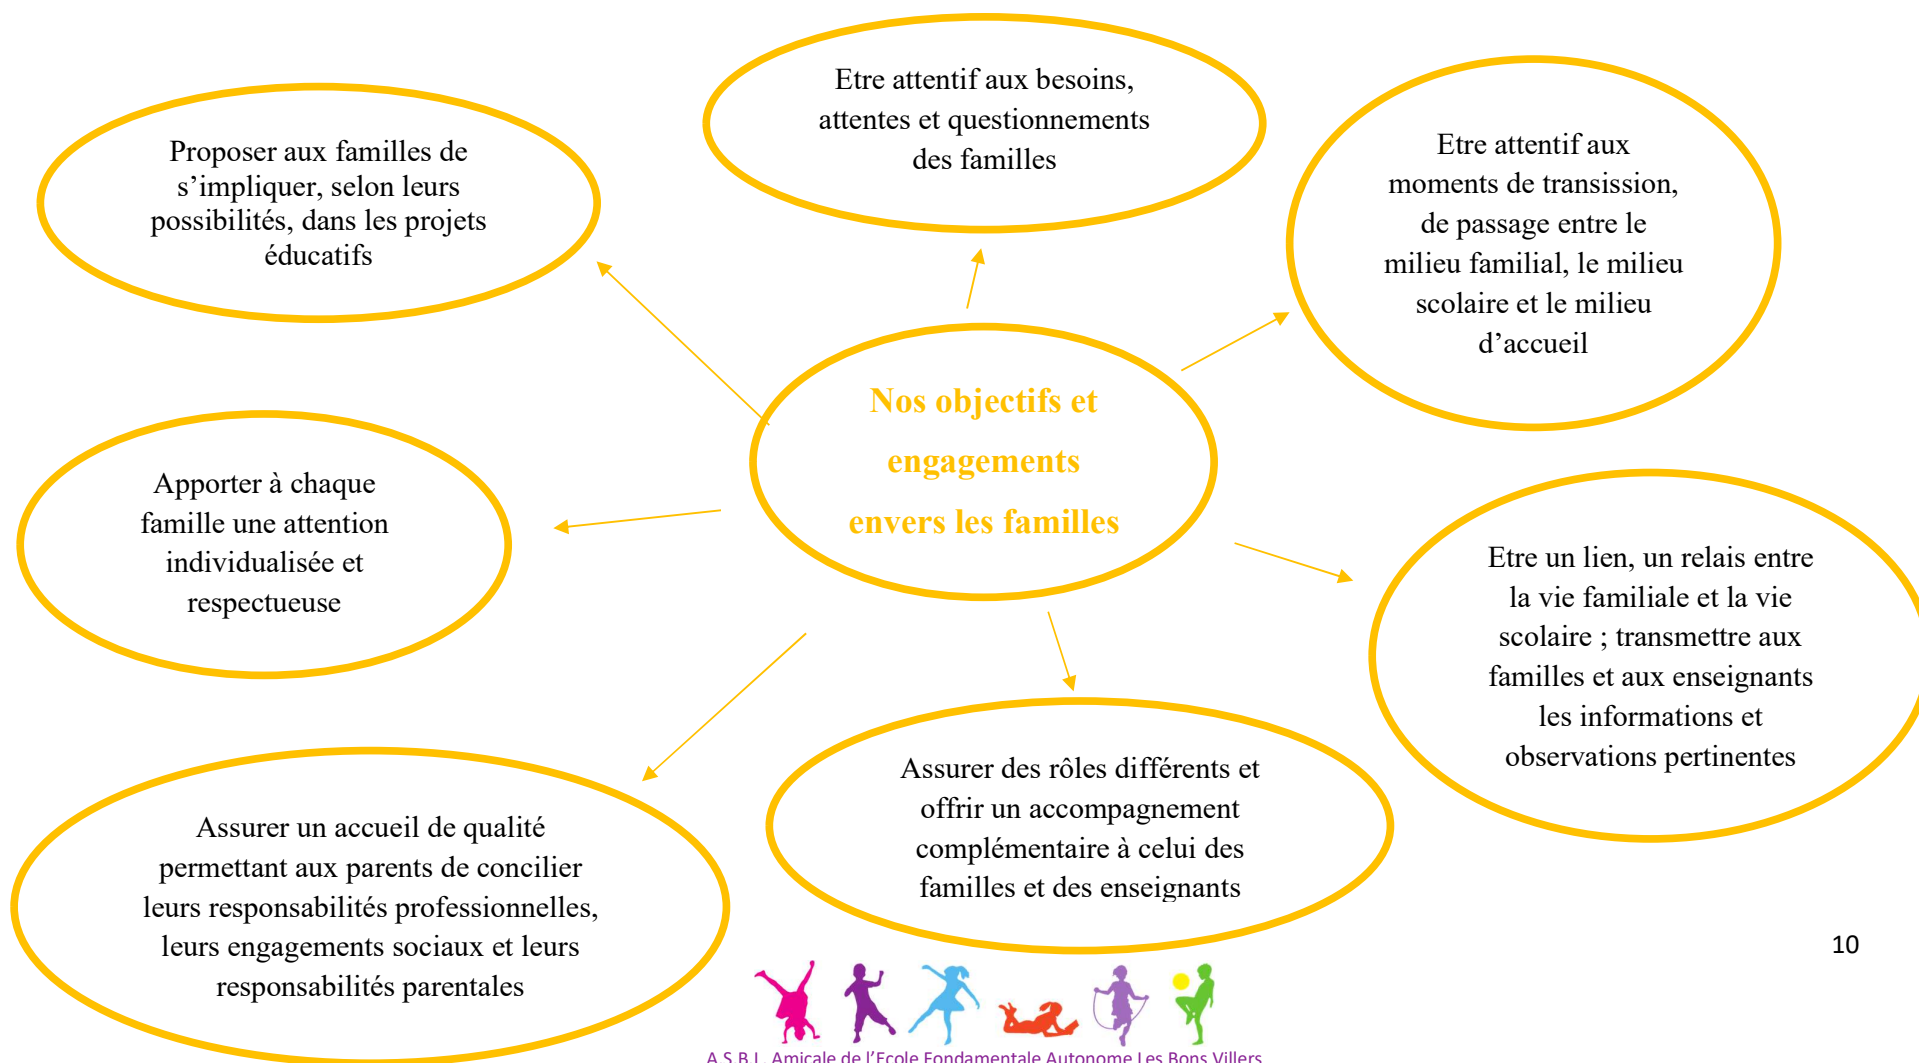 Etre attentif aux besoins,
attentes et questionnements
des familles
Proposer aux familles de
s’impliquer, selon leurs
possibilités, dans les projets
éducatifs
Etre attentif aux
moments de transission,
de passage entre le
milieu familial, le milieu
scolaire et le milieu
d’accueil
Nos objectifs et
engagements
envers les familles
Apporter à chaque
famille une attention
individualisée et
respectueuse
Etre un lien, un relais entre
la vie familiale et la vie
scolaire ; transmettre aux
familles et aux enseignants
les informations et
observations pertinentes
Assurer des rôles différents et
offrir un accompagnement
complémentaire à celui des
familles et des enseignants
Assurer un accueil de qualité
permettant aux parents de concilier
leurs responsabilités professionnelles,
leurs engagements sociaux et leurs
responsabilités parentales
10
A.S.B.L. Amicale de l’Ecole Fondamentale Autonome Les Bons Villers